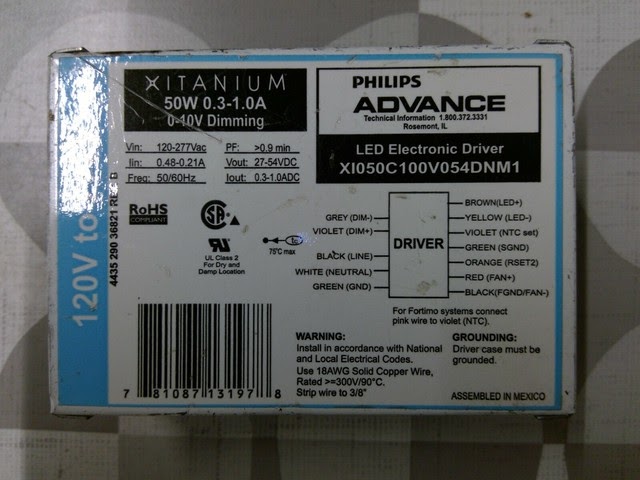 120V to
4435 290 36821 RE
XITANIUM
50W 0.3-1.0A
0-10V Dimming
Vin: 120-277Vac PF: >0.9 min
Iin: 0.48-0.21A Vout: 27-54VDC
Freq: 50/60Hz Iout: 0.3-1.0ADC
RoHS
COMPLIANT
UL Class 2
For Dry and
Damp Location
tc
75°C max
PHILIPS
ADVANCE
Technical Information 1.800.372.3331
Rosemont, IL
LED Electronic Driver
XI050C100V054DNM1
GREY (DIM-)
VIOLET (DIM+)
BLACK (LINE)
WHITE (NEUTRAL)
GREEN (GND)
DRIVER
BROWN(LED+)
YELLOW (LED-)
VIOLET (NTC set)
GREEN (SGND)
ORANGE (RSET2)
RED (FAN+)
BLACK(FGND/FAN-)
For Fortimo systems connect
pink wire to violet (NTC).
7 81087 13197 8
WARNING:
Install in accordance with National
and Local Electrical Codes.
Use 18AWG Solid Copper Wire,
Rated >=300V/90°C.
Strip wire to 3/8"
GROUNDING:
Driver case must be
grounded.
ASSEMBLED IN MEXICO